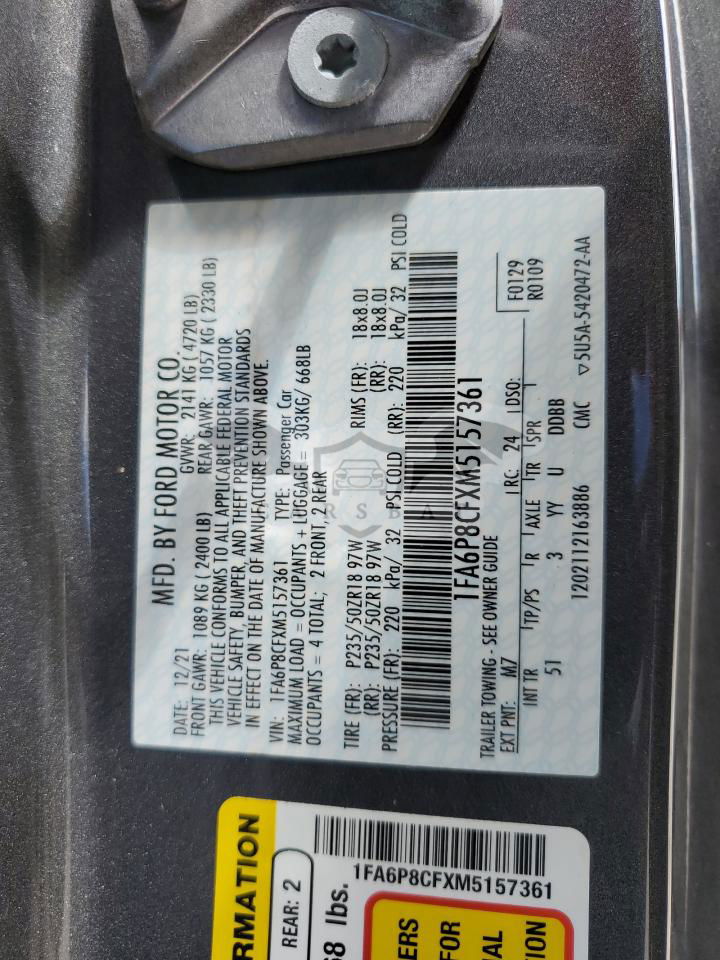 MFD. BY FORD MOTOR CO.
DATE: 12/21 GVWR: 2141 KG ( 4720 LB)
FRONT GAWR: 1089 KG ( 2400 LB) REAR GAWR: 1057 KG ( 2330 LB)
THIS VEHICLE CONFORMS TO ALL APPLICABLE FEDERAL MOTOR
VEHICLE SAFETY, BUMPER, AND THEFT PREVENTION STANDARDS
IN EFFECT ON THE DATE OF MANUFACTURE SHOWN ABOVE.
VIN: 1FA6P8CFXM5157361 TYPE: Passenger Car
MAXIMUM LOAD = OCCUPANTS + LUGGAGE = 303KG/ 668LB
OCCUPANTS = 4 TOTAL; 2 FRONT, 2 REAR
TIRE (FR): P235/50ZR18 97W RIMS (FR): 18x8.0J
(RR): P235/50ZR18 97W (RR): 18x8.0J
PRESSURE (FR): 220 kPa/ 32 PSI COLD (RR): 220 kPa/ 32 PSI COLD
1FA6P8CFXM5157361
TRAILER TOWING - SEE OWNER GUIDE
EXT PNT: M7 RC: 24 DSO: F0129
R0109
INT TR TP/PS R AXLE TR SPR
51 3 YY U DDBB
1202112163886 CMC ▽5U5A-5420472-AA
RMATION
REAR: 2
68 lbs.
1FA6P8CFXM5157361
ERS
FOR
AL
ION